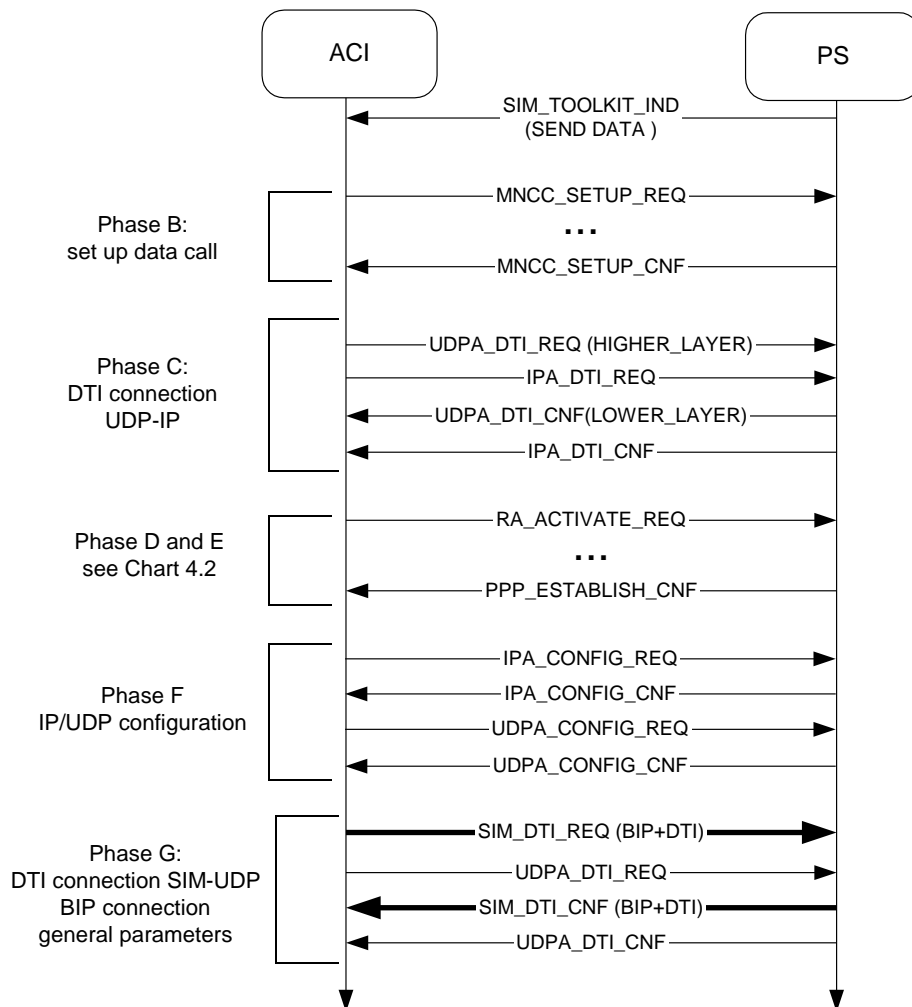 ACI
PS
SIM_TOOLKIT_IND
(SEND DATA )
Phase B:
set up data call
MNCC_SETUP_REQ
...
MNCC_SETUP_CNF
Phase C:
DTI connection
UDP-IP
UDPA_DTI_REQ (HIGHER_LAYER)
IPA_DTI_REQ
UDPA_DTI_CNF(LOWER_LAYER)
IPA_DTI_CNF
Phase D and E
see Chart 4.2
RA_ACTIVATE_REQ
...
PPP_ESTABLISH_CNF
Phase F
IP/UDP configuration
IPA_CONFIG_REQ
IPA_CONFIG_CNF
UDPA_CONFIG_REQ
UDPA_CONFIG_CNF
Phase G:
DTI connection SIM-UDP
BIP connection
general parameters
SIM_DTI_REQ (BIP+DTI)
UDPA_DTI_REQ
SIM_DTI_CNF (BIP+DTI)
UDPA_DTI_CNF